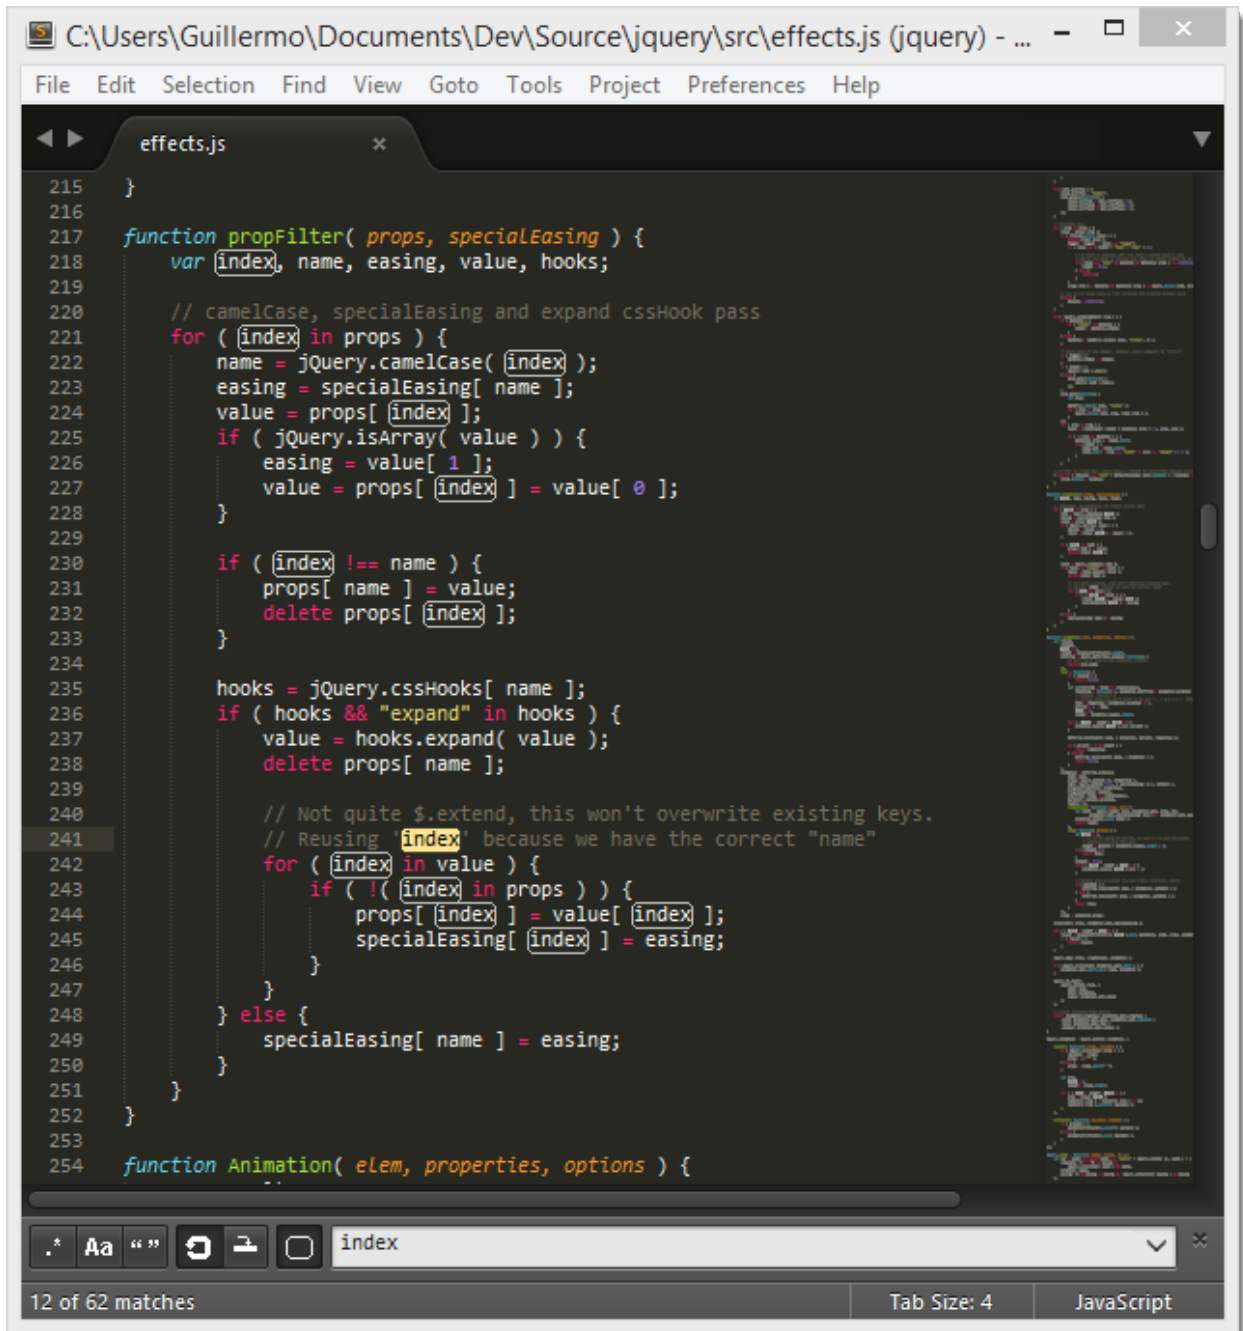 C:\Users\Guillermo\Documents\Dev\Source\jquery\src\effects.js (jquery) - ...
File Edit Selection Find View Goto Tools Project Preferences Help
effects.js
215 }
216
217 function propFilter( props, specialEasing ) {
218 var index, name, easing, value, hooks;
219
220 // camelCase, specialEasing and expand cssHook pass
221 for ( index in props ) {
222 name = jQuery.camelCase( index );
223 easing = specialEasing[ name ];
224 value = props[ index ];
225 if ( jQuery.isArray( value ) ) {
226 easing = value[ 1 ];
227 value = props[ index ] = value[ 0 ];
228 }
229
230 if ( index !== name ) {
231 props[ name ] = value;
232 delete props[ index ];
233 }
234
235 hooks = jQuery.cssHooks[ name ];
236 if ( hooks && "expand" in hooks ) {
237 value = hooks.expand( value );
238 delete props[ name ];
239
240 // Not quite $.extend, this won't overwrite existing keys.
241 // Reusing 'index' because we have the correct "name"
242 for ( index in value ) {
243 if ( !( index in props ) ) {
244 props[ index ] = value[ index ];
245 specialEasing[ index ] = easing;
246 }
247 }
248 } else {
249 specialEasing[ name ] = easing;
250 }
251 }
252 }
253
254 function Animation( elem, properties, options ) {
.* Aa “” index
12 of 62 matches Tab Size: 4 JavaScript